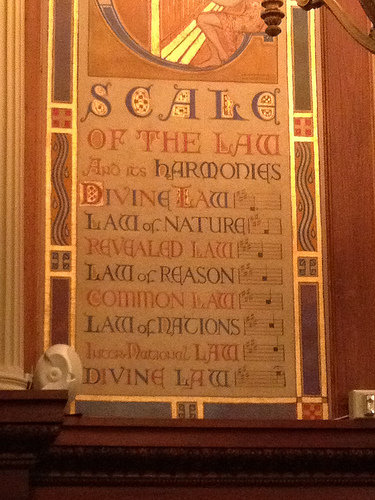 SCALE
OF THE LAW
And its HARMONIES
DIVINE LAW
LAW of NATURE
REVEALED LAW
LAW of REASON
COMMON LAW
LAW of NATIONS
Inter-National LAW
DIVINE LAW